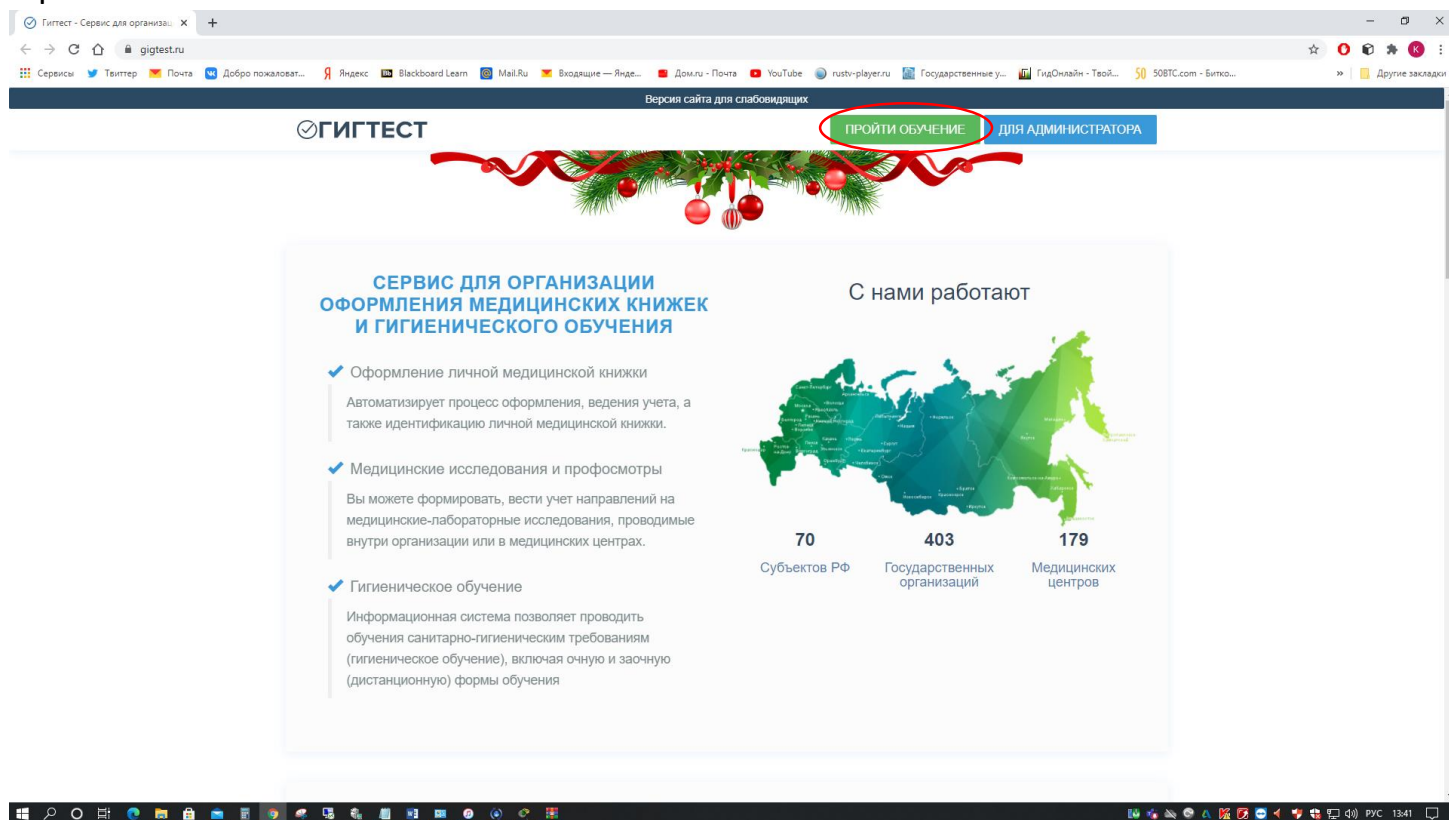 Гигтест - Сервис для организац
gigtest.ru
Сервисы Твиттер Почта Добро пожаловат... Яндекс Blackboard Learn Mail.Ru Входящие — Янде... Дом.ru - Почта YouTube rustv-player.ru Государственные у... ГидОнлайн - Твой... 50BTC.com - Битко... » Другие закладки
Версия сайта для слабовидящих
ГИГТЕСТ ПРОЙТИ ОБУЧЕНИЕ ДЛЯ АДМИНИСТРАТОРА
СЕРВИС ДЛЯ ОРГАНИЗАЦИИ
ОФОРМЛЕНИЯ МЕДИЦИНСКИХ КНИЖЕК
И ГИГИЕНИЧЕСКОГО ОБУЧЕНИЯ
Оформление личной медицинской книжки
Автоматизирует процесс оформления, ведения учета, а
также идентификацию личной медицинской книжки.
Медицинские исследования и профосмотры
Вы можете формировать, вести учет направлений на
медицинские-лабораторные исследования, проводимые
внутри организации или в медицинских центрах.
Гигиеническое обучение
Информационная система позволяет проводить
обучения санитарно-гигиеническим требованиям
(гигиеническое обучение), включая очную и заочную
(дистанционную) формы обучения
С нами работают
70 403 179
Субъектов РФ Государственных Медицинских
организаций центров
РУС 13:41